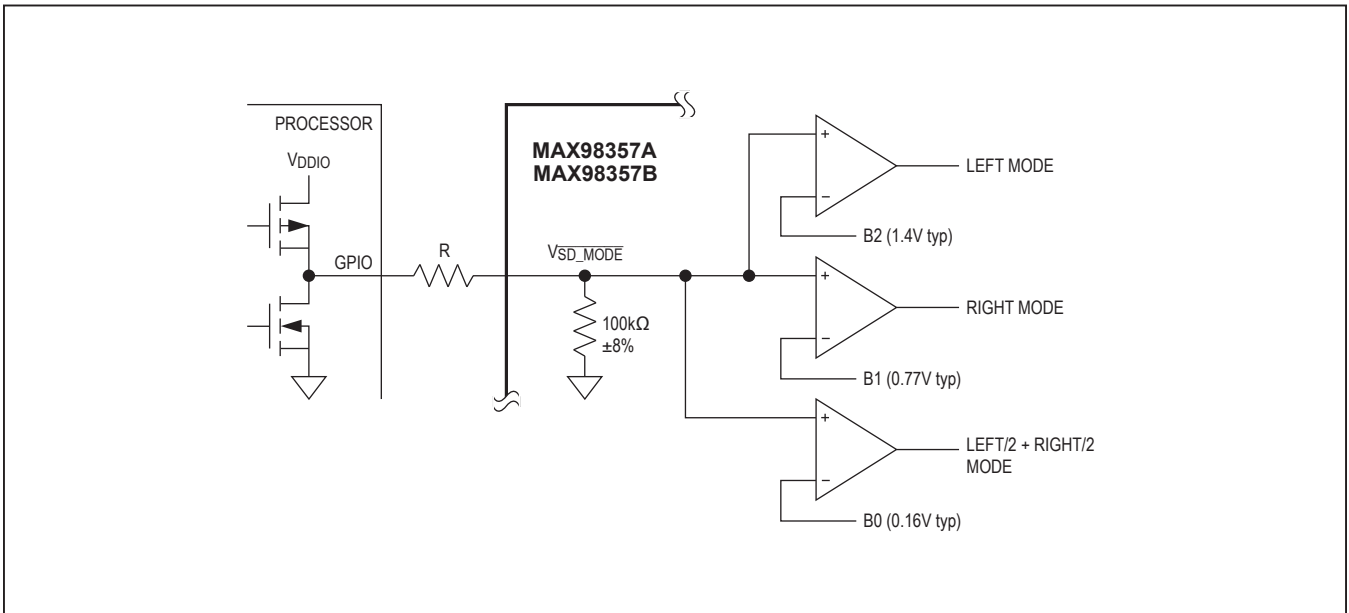 PROCESSOR
VDDIO
GPIO
R
MAX98357A
MAX98357B
VSD_MODE
100kΩ
±8%
+
−
LEFT MODE
B2 (1.4V typ)
+
−
RIGHT MODE
B1 (0.77V typ)
+
−
LEFT/2 + RIGHT/2
MODE
B0 (0.16V typ)